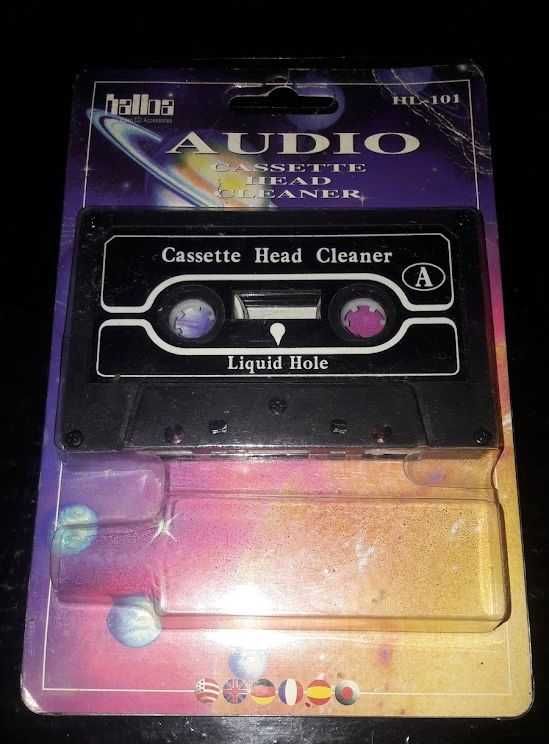 HL-101
AUDIO
CASSETTE
HEAD
CLEANER
Cassette Head Cleaner
A
Liquid Hole